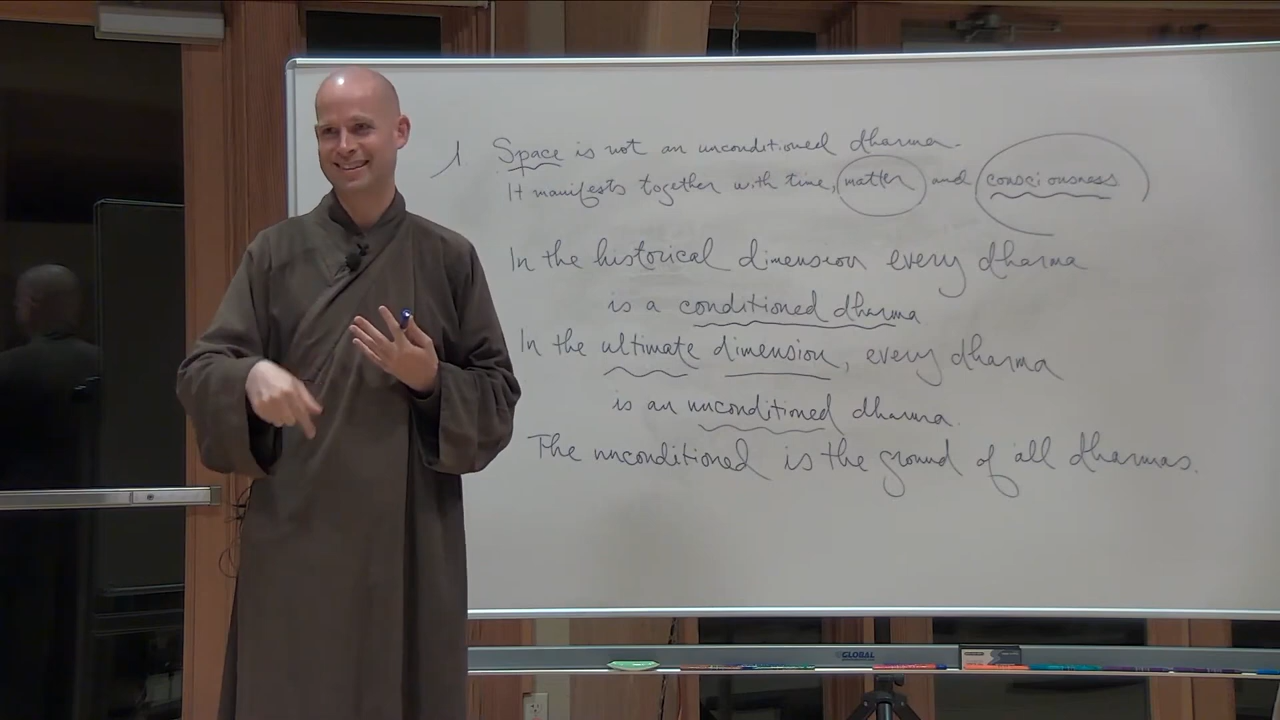 1. Space is not an unconditioned dharma.
It manifests together with time, matter and consciousness
In the historical dimension every dharma
is a conditioned dharma
In the ultimate dimension, every dharma
is an unconditioned dharma.
The unconditioned is the ground of all dharmas.
GLOBAL